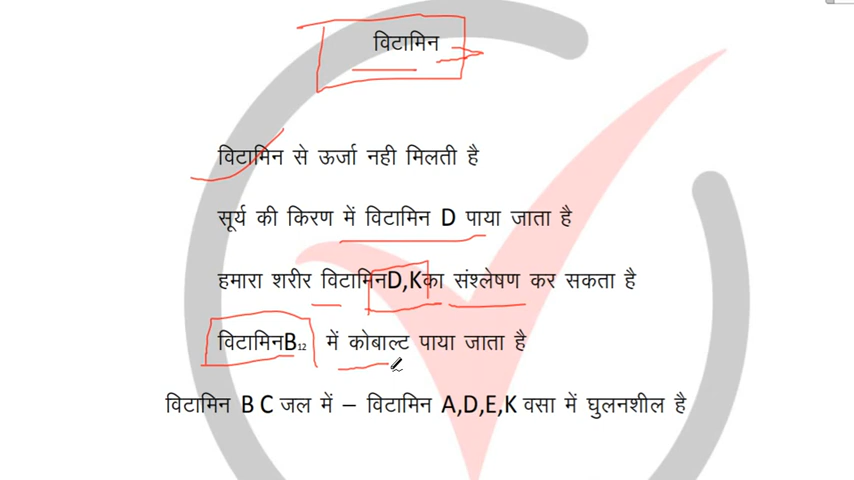 विटामिन
विटामिन से ऊर्जा नही मिलती है
सूर्य की किरण में विटामिन D पाया जाता है
हमारा शरीर विटामिनD,Kका संश्लेषण कर सकता है
विटामिनB₁₂ में कोबाल्ट पाया जाता है
विटामिन B C जल में – विटामिन A,D,E,K वसा में घुलनशील है